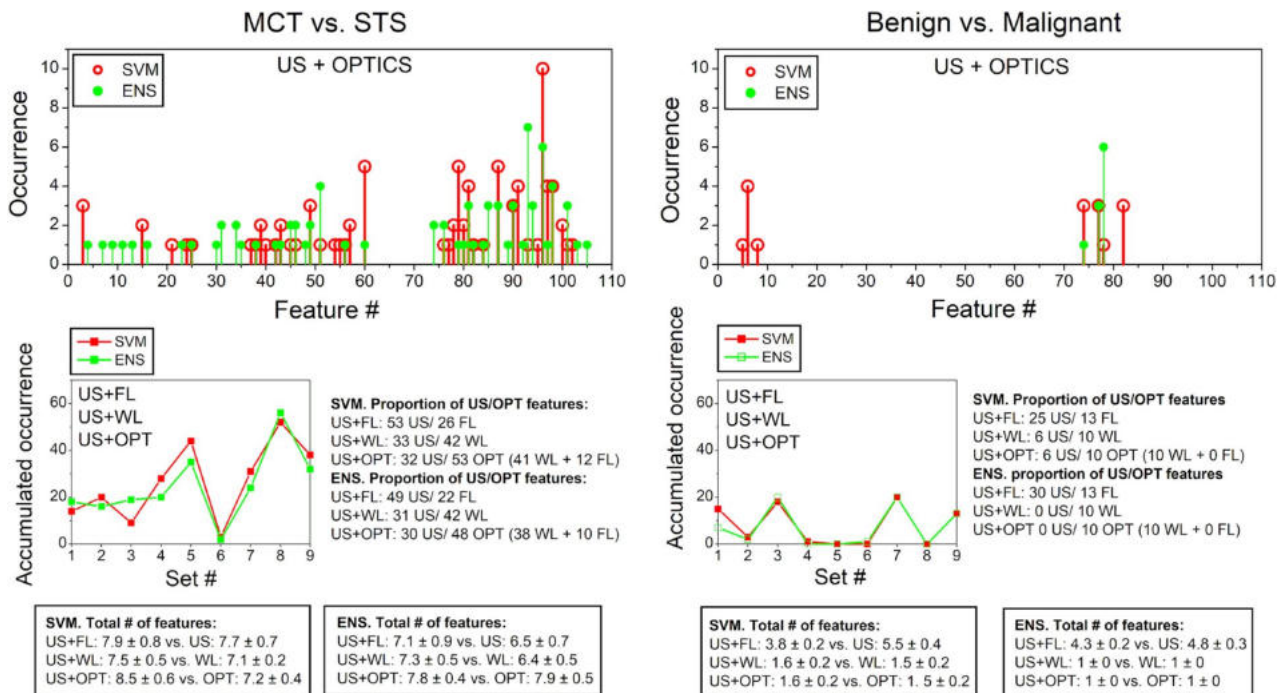 MCT vs. STS
US + OPTICS
SVM
ENS
Occurrence
10
8
6
4
2
0
0 10 20 30 40 50 60 70 80 90 100 110
Feature #
SVM
ENS
Accumulated occurrence
60
40
20
0
US+FL
US+WL
US+OPT
1 2 3 4 5 6 7 8 9
Set #
SVM. Proportion of US/OPT features:
US+FL: 53 US/ 26 FL
US+WL: 33 US/ 42 WL
US+OPT: 32 US/ 53 OPT (41 WL + 12 FL)
ENS. Proportion of US/OPT features:
US+FL: 49 US/ 22 FL
US+WL: 31 US/ 42 WL
US+OPT: 30 US/ 48 OPT (38 WL + 10 FL)
SVM. Total # of features:
US+FL: 7.9 ± 0.8 vs. US: 7.7 ± 0.7
US+WL: 7.5 ± 0.5 vs. WL: 7.1 ± 0.2
US+OPT: 8.5 ± 0.6 vs. OPT: 7.2 ± 0.4
ENS. Total # of features:
US+FL: 7.1 ± 0.9 vs. US: 6.5 ± 0.7
US+WL: 7.3 ± 0.5 vs. WL: 6.4 ± 0.5
US+OPT: 7.8 ± 0.4 vs. OPT: 7.9 ± 0.5
Benign vs. Malignant
US + OPTICS
SVM
ENS
Occurrence
10
8
6
4
2
0
0 10 20 30 40 50 60 70 80 90 100 110
Feature #
SVM
ENS
Accumulated occurrence
60
40
20
0
US+FL
US+WL
US+OPT
1 2 3 4 5 6 7 8 9
Set #
SVM. Proportion of US/OPT features
US+FL: 25 US/ 13 FL
US+WL: 6 US/ 10 WL
US+OPT: 6 US/ 10 OPT (10 WL + 0 FL)
ENS. proportion of US/OPT features
US+FL: 30 US/ 13 FL
US+WL: 0 US/ 10 WL
US+OPT 0 US/ 10 OPT (10 WL + 0 FL)
SVM. Total # of features:
US+FL: 3.8 ± 0.2 vs. US: 5.5 ± 0.4
US+WL: 1.6 ± 0.2 vs. WL: 1.5 ± 0.2
US+OPT: 1.6 ± 0.2 vs. OPT: 1. 5 ± 0.2
ENS. Total # of features:
US+FL: 4.3 ± 0.2 vs. US: 4.8 ± 0.3
US+WL: 1 ± 0 vs. WL: 1 ± 0
US+OPT: 1 ± 0 vs. OPT: 1 ± 0